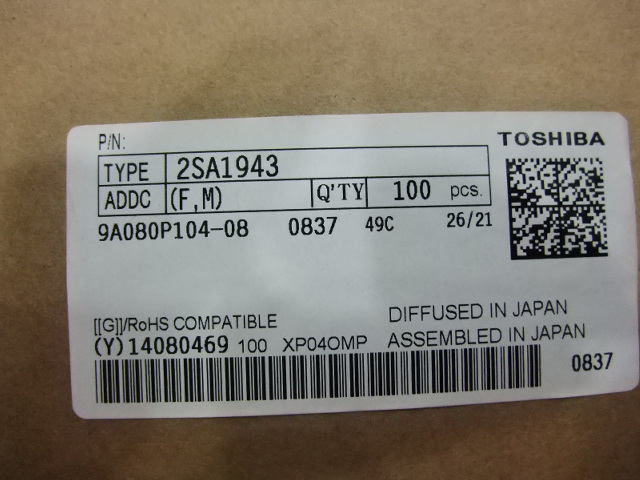 P/N:
TOSHIBA
TYPE 2SA1943
ADDC (F,M) Q'TY 100 pcs.
9A080P104-08 0837 49C 26/21
[[G]]/RoHS COMPATIBLE DIFFUSED IN JAPAN
(Y)14080469 100 XP04OMP ASSEMBLED IN JAPAN
0837